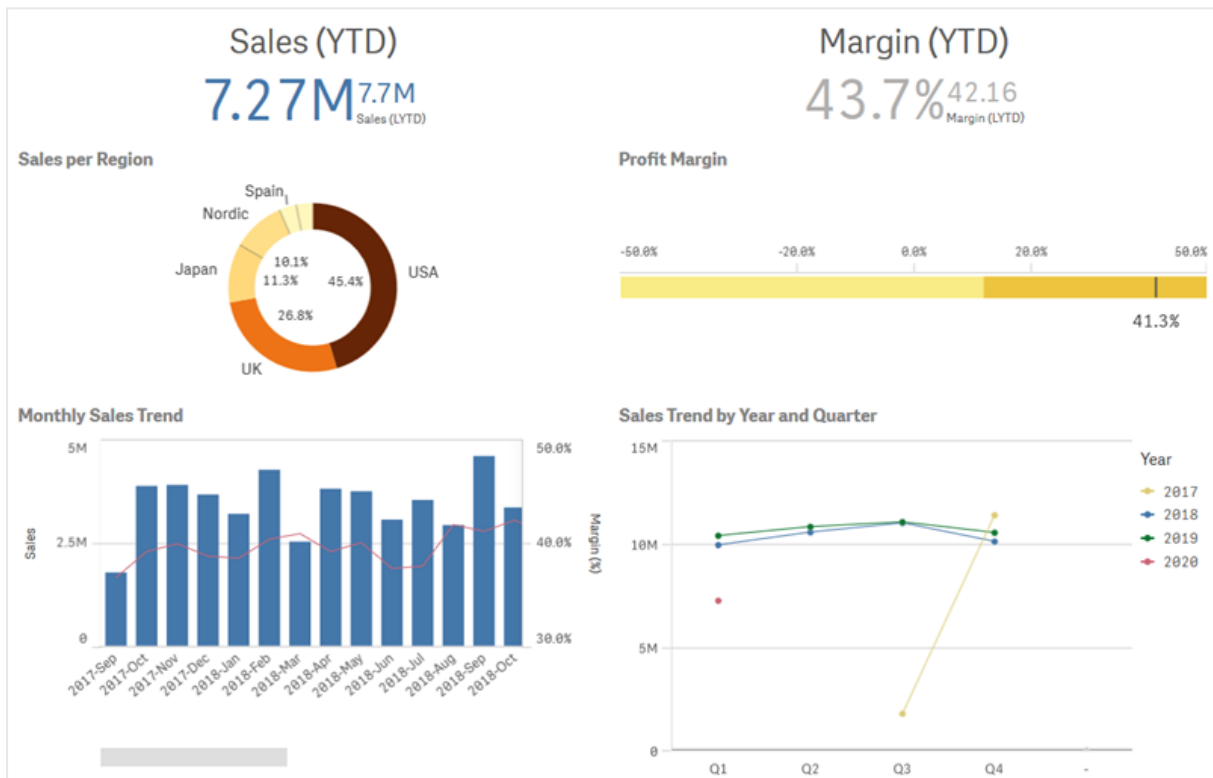 Sales (YTD)
7.27M 7.7M
Sales (LYTD)
Margin (YTD)
43.7% 42.16
Margin (LYTD)
Sales per Region
Spain
Nordic
Japan
USA
UK
10.1%
11.3%
45.4%
26.8%
Profit Margin
-50.0% -20.0% 0.0% 20.0% 50.0%
41.3%
Monthly Sales Trend
5M
2.5M
0
Sales
50.0%
40.0%
30.0%
Margin (%)
2017-Sep
2017-Oct
2017-Nov
2017-Dec
2018-Jan
2018-Feb
2018-Mar
2018-Apr
2018-May
2018-Jun
2018-Jul
2018-Aug
2018-Sep
2018-Oct
Sales Trend by Year and Quarter
15M
10M
5M
0
Q1 Q2 Q3 Q4 -
Year
2017
2018
2019
2020